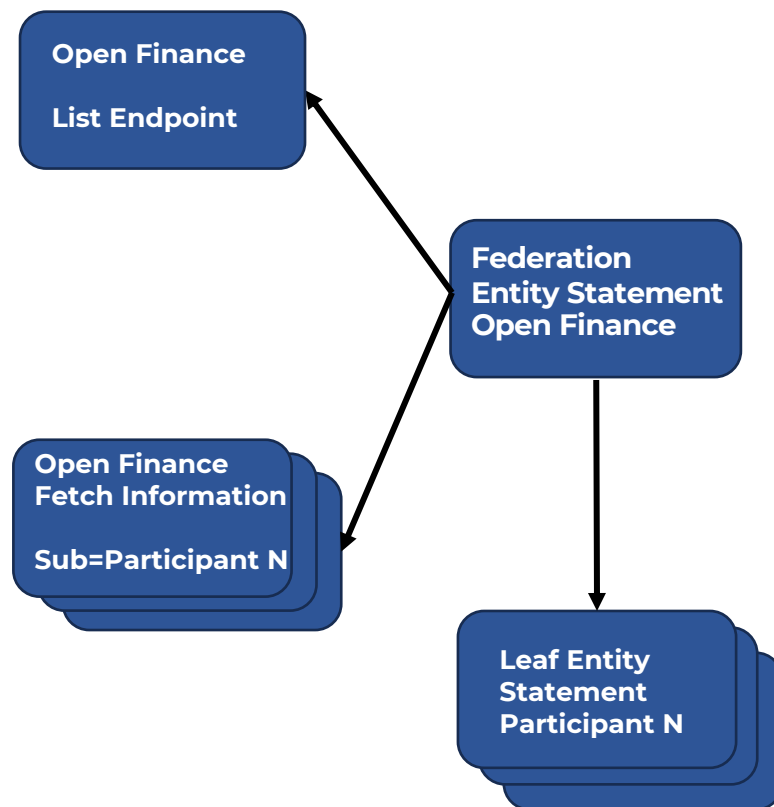 Open Finance
List Endpoint
Federation
Entity Statement
Open Finance
Open Finance
Fetch Information
Sub=Participant N
Leaf Entity
Statement
Participant N